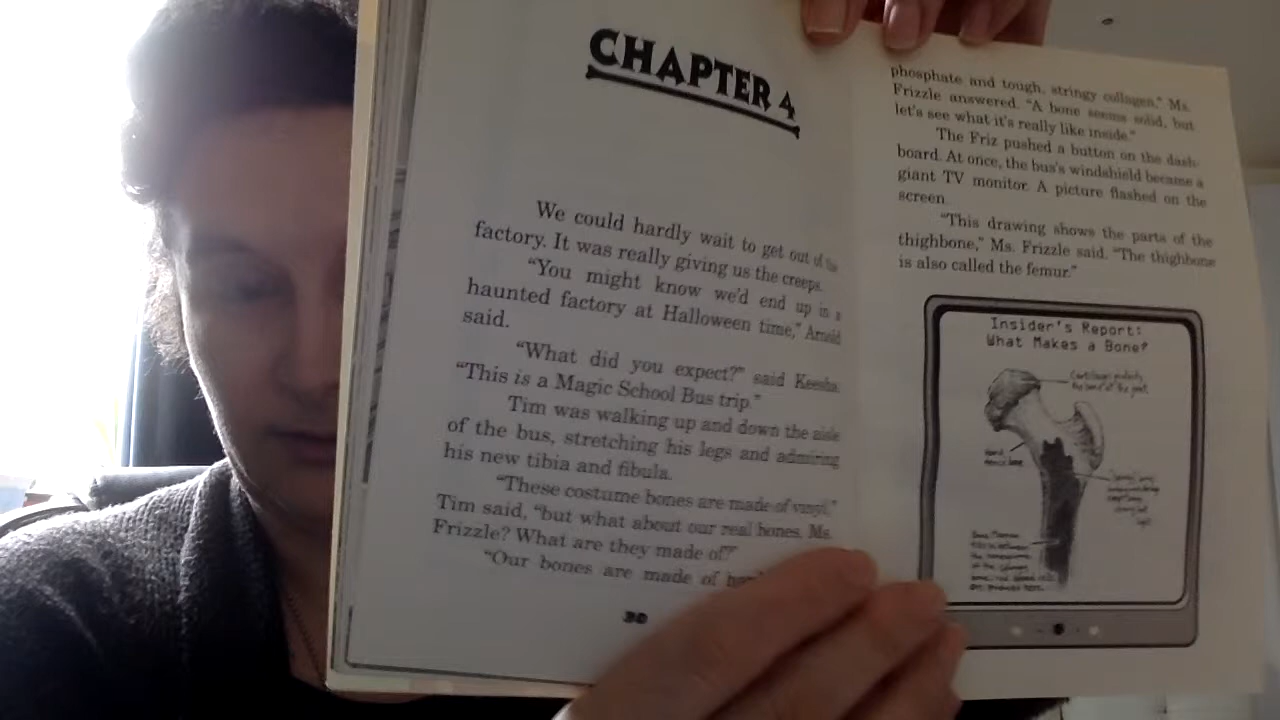 CHAPTER 4
We could hardly wait to get out of
factory. It was really giving us the creeps.
"You might know we'd end up in a
haunted factory at Halloween time," Arnold
said.
"What did you expect?" said Keesha.
"This is a Magic School Bus trip."
Tim was walking up and down the aisle
of the bus, stretching his legs and admiring
his new tibia and fibula.
"These costume bones are made of vinyl,"
Tim said, "but what about our real bones, Ms.
Frizzle? What are they made of?"
"Our bones are made of
30
phosphate and tough, stringy collagen," Ms.
Frizzle answered. "A bone seems solid, but
let's see what it's really like inside."
The Friz pushed a button on the dash-
board. At once, the bus's windshield became a
giant TV monitor. A picture flashed on the
screen.
"This drawing shows the parts of the
thighbone," Ms. Frizzle said. "The thighbone
is also called the femur."
Insider's Report:
What Makes a Bone?